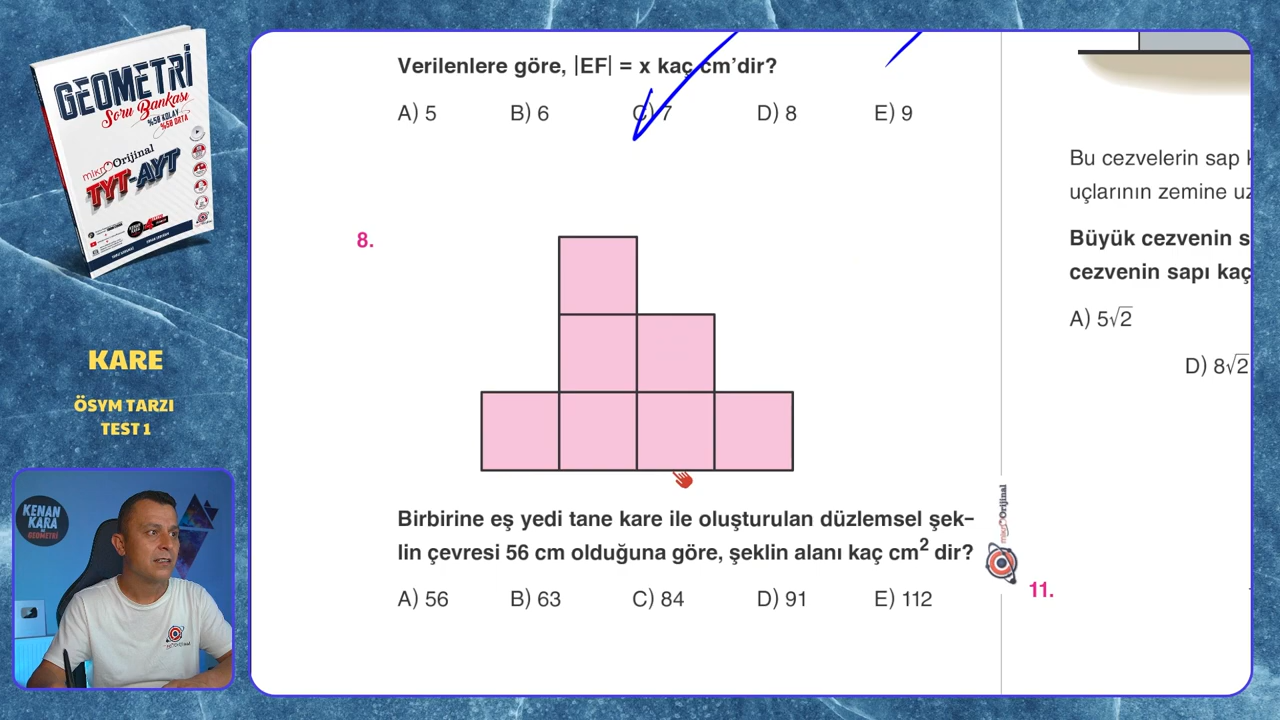 GEOMETRİ
Soru Bankası
%50 KOLAY
%50 ORTA
mikro Orijinal
TYT-AYT
KARE
ÖSYM TARZI
TEST 1
KENAN
KARA
GEOMETRİ
Verilenlere göre, |EF| = x kaç cm'dir?
A) 5 B) 6 C) 7 D) 8 E) 9
8.
Birbirine eş yedi tane kare ile oluşturulan düzlemsel şek-
lin çevresi 56 cm olduğuna göre, şeklin alanı kaç cm² dir?
A) 56 B) 63 C) 84 D) 91 E) 112
mikro Orijinal
Bu cezvelerin sap
uçlarının zemine uz
Büyük cezvenin s
cezvenin sapı kaç
A) 5√2
D) 8√2
11.